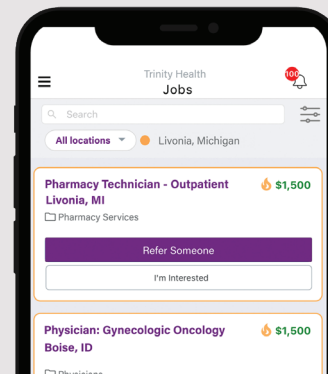 Trinity Health
Jobs
100
Search
All locations
Livonia, Michigan
Pharmacy Technician - Outpatient
Livonia, MI
$1,500
Pharmacy Services
Refer Someone
I'm Interested
Physician: Gynecologic Oncology
Boise, ID
$1,500
Physicians